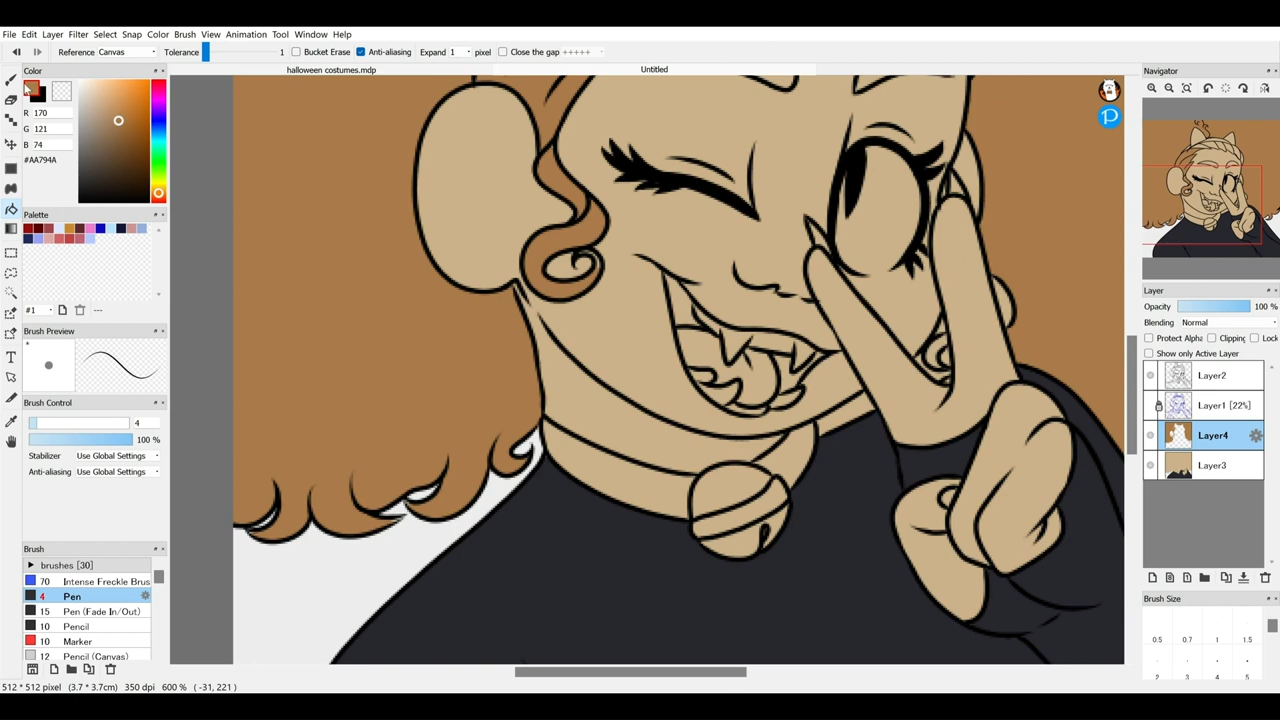 File Edit Layer Filter Select Snap Color Brush View Animation Tool Window Help
Reference Canvas Tolerance 1 Bucket Erase Anti-aliasing Expand 1 pixel Close the gap +++++
Color
halloween costumes.mdp Untitled
Navigator
R 170
G 121
B 74
#AA794A
Palette
#1 ---
Brush Preview
Brush Control
4
100 %
Stabilizer Use Global Settings
Anti-aliasing Use Global Settings
Brush
brushes [30]
70 Intense Freckle Brus
4 Pen
15 Pen (Fade In/Out)
10 Pencil
10 Marker
12 Pencil (Canvas)
Layer
Opacity 100 %
Blending Normal
Protect Alpha Clipping Lock
Show only Active Layer
Layer2
Layer1 [22%]
Layer4
Layer3
Brush Size
0.5 0.7 1 1.5
512 * 512 pixel (3.7 * 3.7cm) 350 dpi 600 % ( -31, 221 )